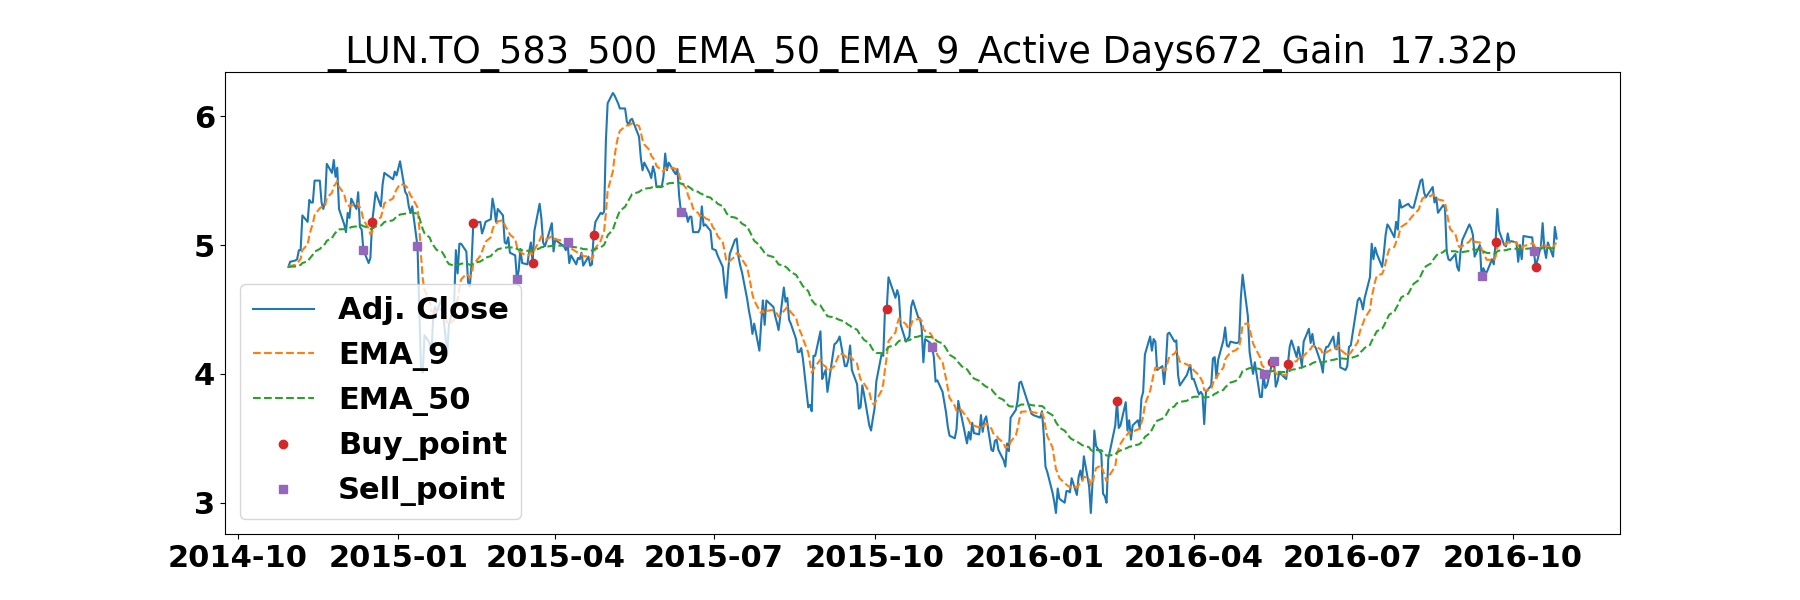 _LUN.TO_583_500_EMA_50_EMA_9_Active Days672_Gain  17.32p
6
5
4
3
Adj. Close
EMA_9
EMA_50
Buy_point
Sell_point
2014-10 2015-01 2015-04 2015-07 2015-10 2016-01 2016-04 2016-07 2016-10